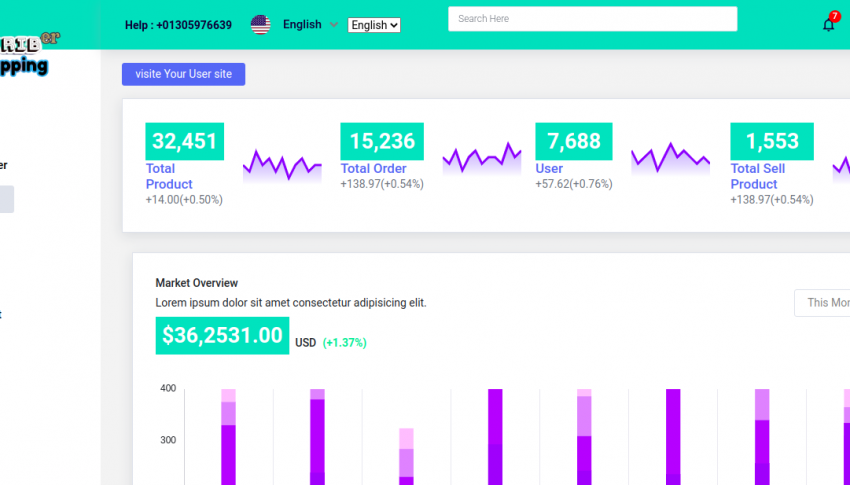 Help : +01305976639
English
English
Search Here
7
pping
er
visite Your User site
32,451
Total
Product
+14.00(+0.50%)
15,236
Total Order
+138.97(+0.54%)
7,688
User
+57.62(+0.76%)
1,553
Total Sell
Product
+138.97(+0.54%)
Market Overview
Lorem ipsum dolor sit amet consectetur adipisicing elit.
This Mon
$36,2531.00 USD (+1.37%)
400
300